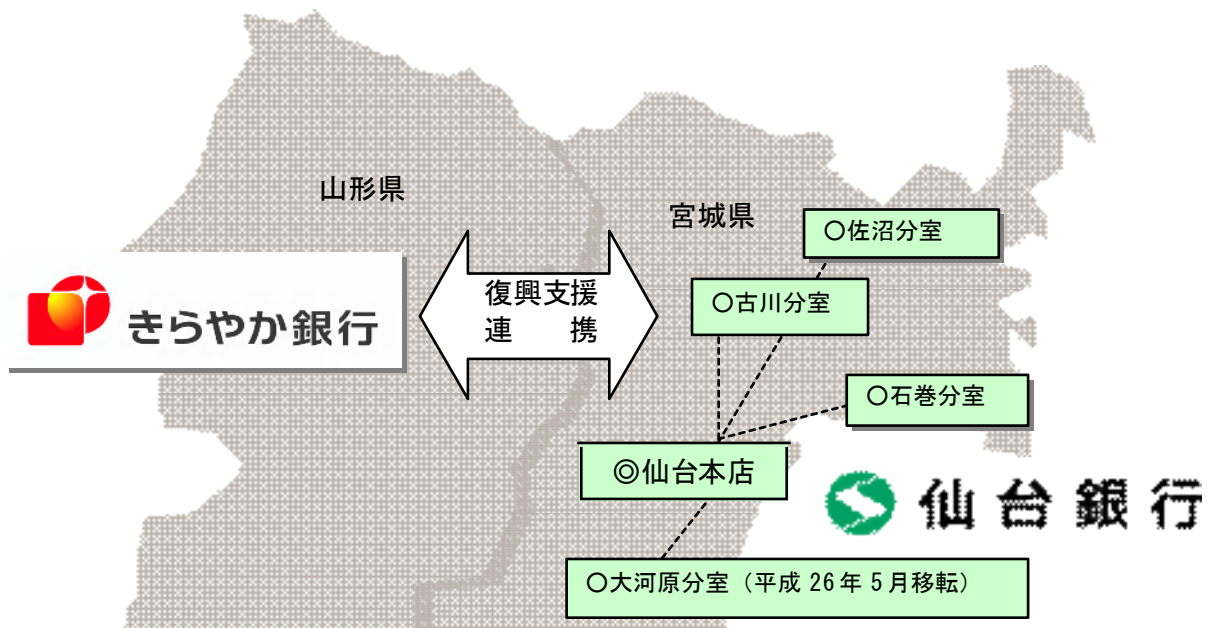 山形県
宮城県
○佐沼分室
○古川分室
きらやか銀行
復興支援
連　携
○石巻分室
◎仙台本店
仙台銀行
○大河原分室（平成 26 年 5 月移転）